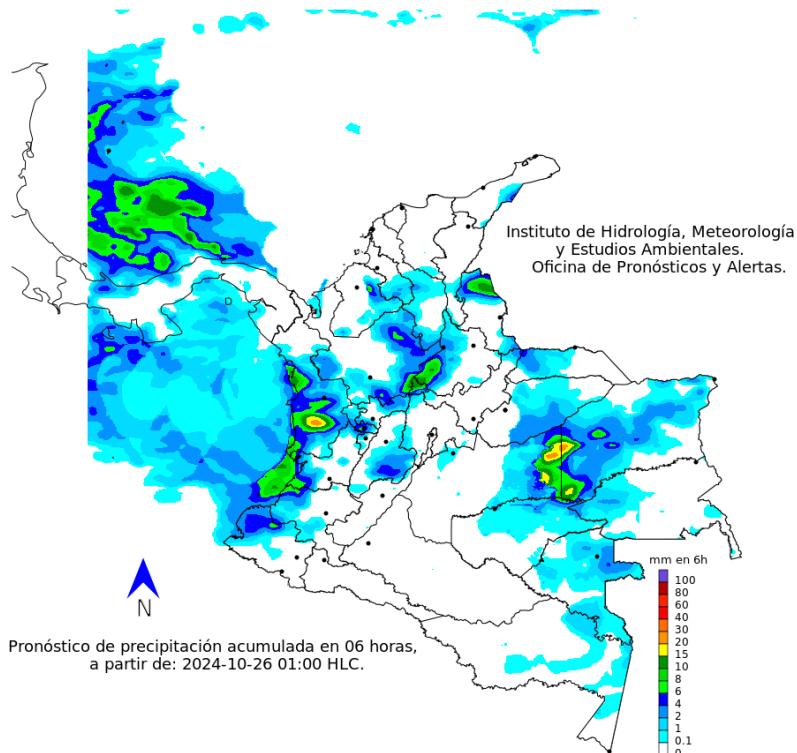 Instituto de Hidrología, Meteorología
y Estudios Ambientales.
Oficina de Pronósticos y Alertas.
mm en 6h
100
80
60
40
30
20
15
10
8
6
4
2
1
0.1
0
N
Pronóstico de precipitación acumulada en 06 horas,
a partir de: 2024-10-26 01:00 HLC.